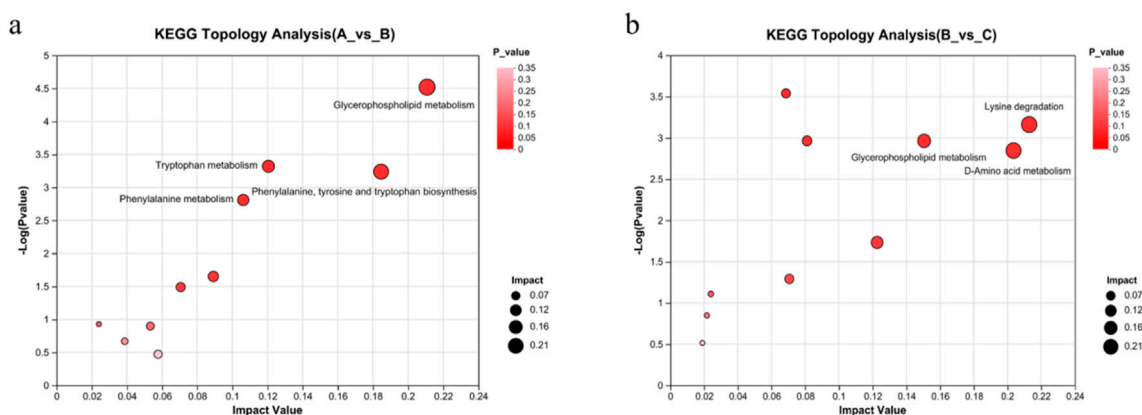 a
KEGG Topology Analysis(A_vs_B)
P_value
0.35
0.3
0.25
0.2
0.15
0.1
0.05
0
5
4.5
4
3.5
3
2.5
2
1.5
1
0.5
0
-Log(Pvalue)
Glycerophospholipid metabolism
Tryptophan metabolism
Phenylalanine, tyrosine and tryptophan biosynthesis
Phenylalanine metabolism
Impact
0.07
0.12
0.16
0.21
0 0.02 0.04 0.06 0.08 0.1 0.12 0.14 0.16 0.18 0.2 0.22 0.24
Impact Value
b
KEGG Topology Analysis(B_vs_C)
P_value
0.35
0.3
0.25
0.2
0.15
0.1
0.05
0
4
3.5
3
2.5
2
1.5
1
0.5
0
-Log(Pvalue)
Lysine degradation
Glycerophospholipid metabolism
D-Amino acid metabolism
Impact
0.07
0.12
0.16
0.21
0 0.02 0.04 0.06 0.08 0.1 0.12 0.14 0.16 0.18 0.2 0.22 0.24
Impact Value